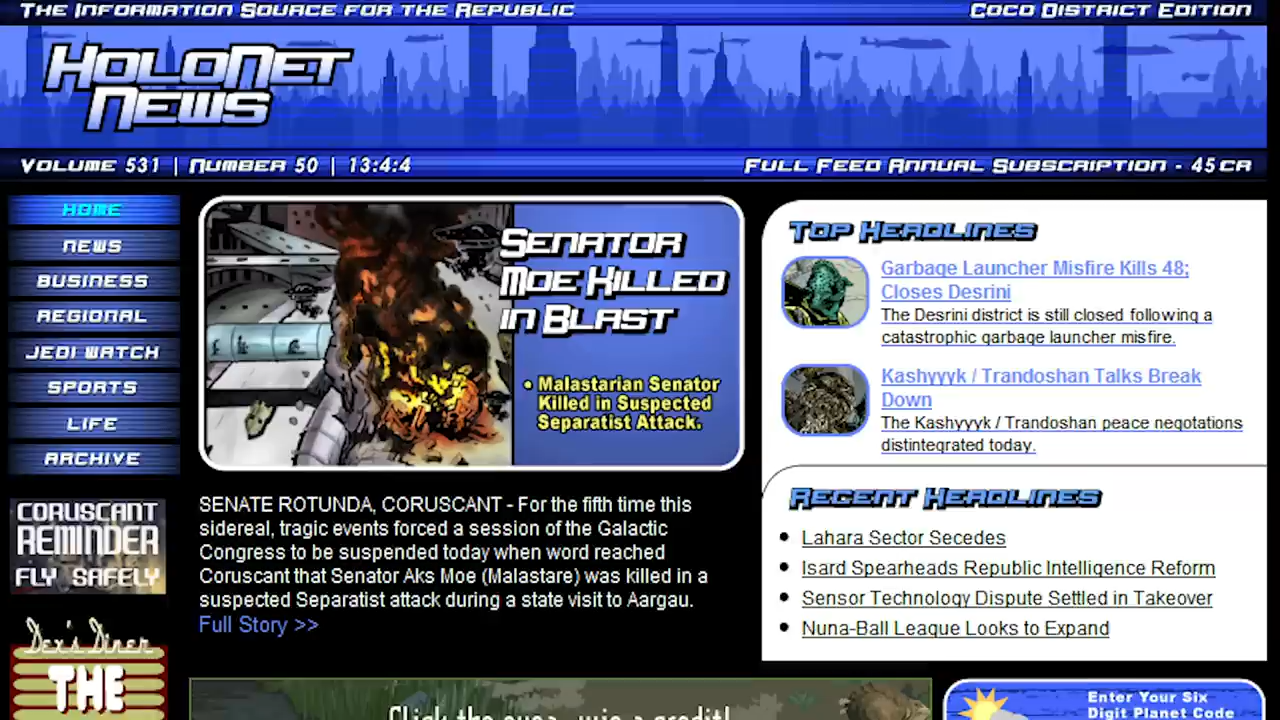 The Information Source for the Republic
Coco District Edition
HoloNet
News
Volume 531 | Number 50 | 13:4:4
Full Feed Annual Subscription - 45 cr
Home
News
Business
Regional
Jedi Watch
Sports
Life
Archive
Coruscant
Reminder
Fly Safely
Dex's Diner
THE
Senator
Moe Killed
in Blast
• Malastarian Senator
Killed in Suspected
Separatist Attack.
SENATE ROTUNDA, CORUSCANT - For the fifth time this
sidereal, tragic events forced a session of the Galactic
Congress to be suspended today when word reached
Coruscant that Senator Aks Moe (Malastare) was killed in a
suspected Separatist attack during a state visit to Aargau.
Full Story >>
Click the eyes, win a credit!
Top Headlines
Garbage Launcher Misfire Kills 48;
Closes Desrini
The Desrini district is still closed following a
catastrophic garbage launcher misfire.
Kashyyyk / Trandoshan Talks Break
Down
The Kashyyyk / Trandoshan peace negotations
distintegrated today.
Recent Headlines
• Lahara Sector Secedes
• Isard Spearheads Republic Intelligence Reform
• Sensor Technology Dispute Settled in Takeover
• Nuna-Ball League Looks to Expand
Enter Your Six
Digit Planet Code